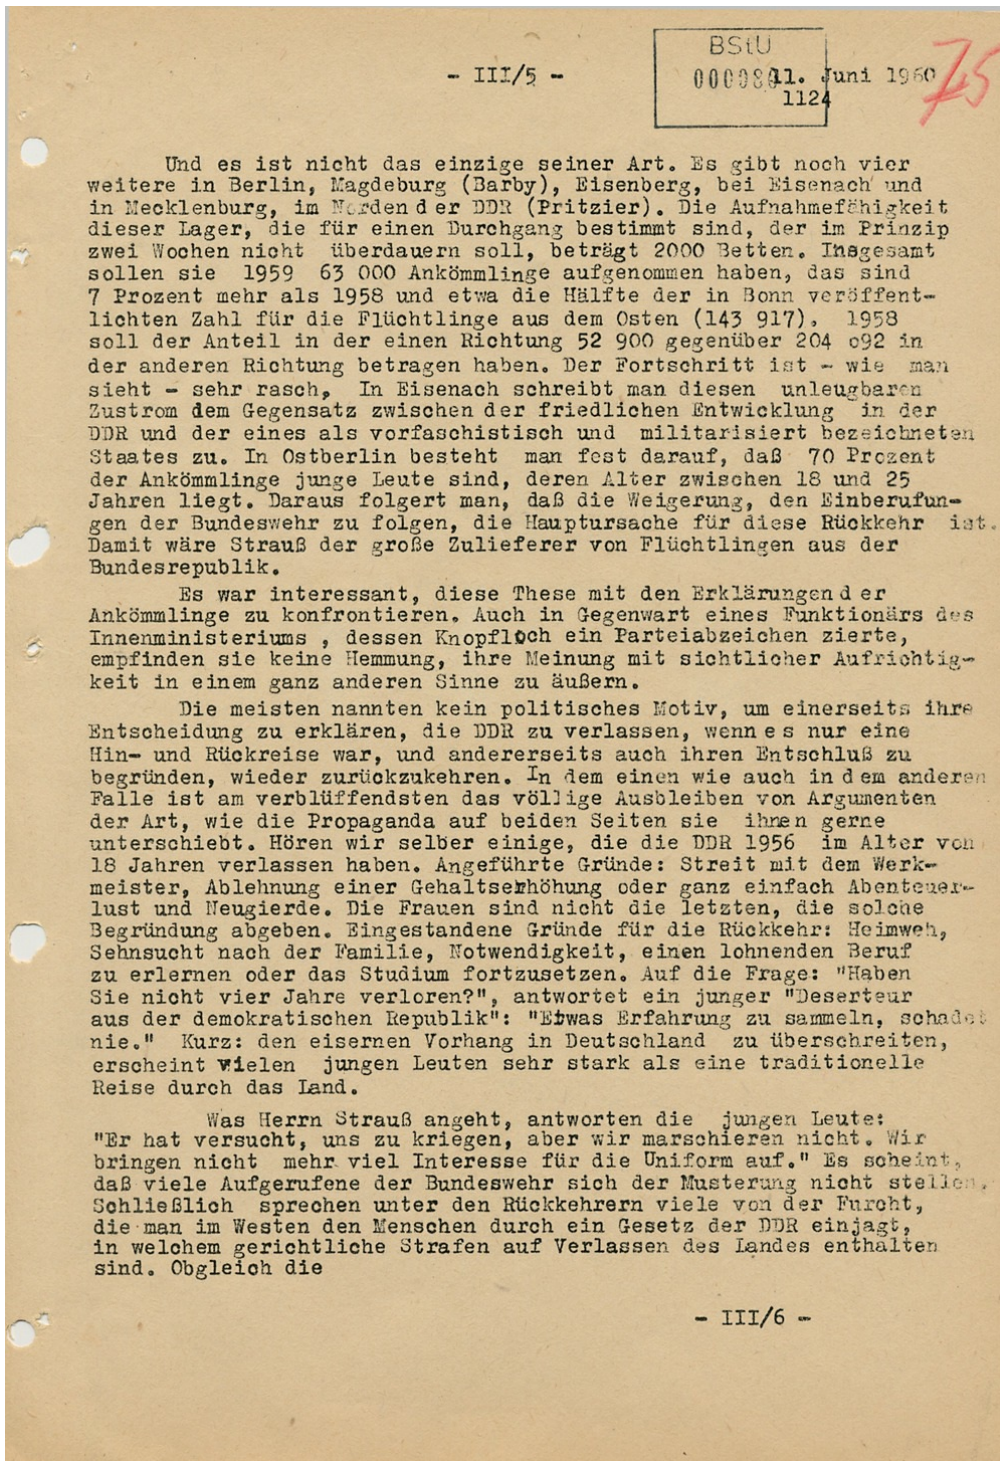 BStU
- III/5 -
00008 11. Juni 1960
75
1124
Und es ist nicht das einzige seiner Art. Es gibt noch vier
weitere in Berlin, Magdeburg (Barby), Eisenberg, bei Eisenach und
in Mecklenburg, im Norden d er DDR (Pritzier). Die Aufnahmefähigkeit
dieser Lager, die für einen Durchgang bestimmt sind, der im Prinzip
zwei Wochen nicht überdauern soll, beträgt 2000 Betten. Insgesamt
sollen sie 1959 63 000 Ankömmlinge aufgenommen haben, das sind
7 Prozent mehr als 1958 und etwa die Hälfte der in Bonn veröffent-
lichten Zahl für die Flüchtlinge aus dem Osten (143 917). 1958
soll der Anteil in der einen Richtung 52 900 gegenüber 204 092 in
der anderen Richtung betragen haben. Der Fortschritt ist - wie man
sieht - sehr rasch. In Eisenach schreibt man diesen unleugbaren
Zustrom dem Gegensatz zwischen der friedlichen Entwicklung in der
DDR und der eines als vorfaschistisch und militarisiert bezeichneten
Staates zu. In Ostberlin besteht man fest darauf, daß 70 Prozent
der Ankömmlinge junge Leute sind, deren Alter zwischen 18 und 25
Jahren liegt. Daraus folgert man, daß die Weigerung, den Einberufun-
gen der Bundeswehr zu folgen, die Hauptursache für diese Rückkehr ist.
Damit wäre Strauß der große Zulieferer von Flüchtlingen aus der
Bundesrepublik.
Es war interessant, diese These mit den Erklärungen d er
Ankömmlinge zu konfrontieren. Auch in Gegenwart eines Funktionärs des
Innenministeriums , dessen Knopfloch ein Parteiabzeichen zierte,
empfinden sie keine Hemmung, ihre Meinung mit sichtlicher Aufrichtig-
keit in einem ganz anderen Sinne zu äußern.
Die meisten nannten kein politisches Motiv, um einerseits ihre
Entscheidung zu erklären, die DDR zu verlassen, wenn e s nur eine
Hin- und Rückreise war, und andererseits auch ihren Entschluß zu
begründen, wieder zurückzukehren. In dem einen wie auch in d em anderen
Falle ist am verblüffendsten das völlige Ausbleiben von Argumenten
der Art, wie die Propaganda auf beiden Seiten sie ihnen gerne
unterschiebt. Hören wir selber einige, die die DDR 1956 im Alter von
18 Jahren verlassen haben. Angeführte Gründe: Streit mit dem Werk-
meister, Ablehnung einer Gehaltserhöhung oder ganz einfach Abenteuer-
lust und Neugierde. Die Frauen sind nicht die letzten, die solche
Begründung abgeben. Eingestandene Gründe für die Rückkehr: Heimweh,
Sehnsucht nach der Familie, Notwendigkeit, einen lohnenden Beruf
zu erlernen oder das Studium fortzusetzen. Auf die Frage: "Haben
Sie nicht vier Jahre verloren?", antwortet ein junger "Deserteur
aus der demokratischen Republik": "Etwas Erfahrung zu sammeln, schadet
nie." Kurz: den eisernen Vorhang in Deutschland zu überschreiten,
erscheint vielen jungen Leuten sehr stark als eine traditionelle
Reise durch das Land.
Was Herrn Strauß angeht, antworten die jungen Leute:
"Er hat versucht, uns zu kriegen, aber wir marschieren nicht. Wir
bringen nicht mehr viel Interesse für die Uniform auf." Es scheint,
daß viele Aufgerufene der Bundeswehr sich der Musterung nicht stellen.
Schließlich sprechen unter den Rückkehrern viele von der Furcht,
die man im Westen den Menschen durch ein Gesetz der DDR einjagt,
in welchem gerichtliche Strafen auf Verlassen des Landes enthalten
sind. Obgleich die
- III/6 -